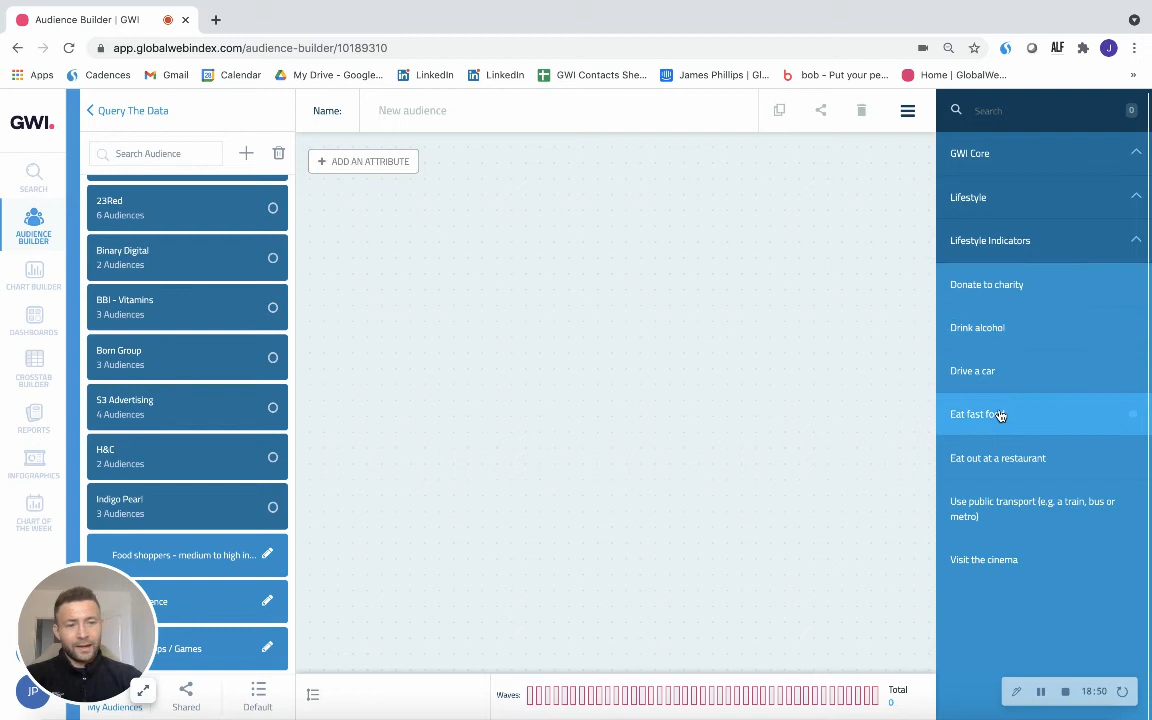 Audience Builder | GWI
app.globalwebindex.com/audience-builder/10189310
Apps
Cadences
Gmail
Calendar
My Drive - Google...
LinkedIn
LinkedIn
GWI Contacts She...
James Phillips | Gl...
bob - Put your pe...
Home | GlobalWe...
ALF
J
»
GWI.
SEARCH
AUDIENCE
BUILDER
CHART BUILDER
DASHBOARDS
CROSSTAB
BUILDER
REPORTS
INFOGRAPHICS
CHART OF
THE WEEK
JP
Query The Data
Search Audience
23Red
6 Audiences
Binary Digital
2 Audiences
BBI - Vitamins
3 Audiences
Born Group
3 Audiences
S3 Advertising
4 Audiences
H&C
2 Audiences
Indigo Pearl
3 Audiences
Food shoppers - medium to high in...
/ Games
My Audiences
Shared
Default
Name:
New audience
+ ADD AN ATTRIBUTE
Waves:
Total
0
Search
0
GWI Core
Lifestyle
Lifestyle Indicators
Donate to charity
Drink alcohol
Drive a car
Eat fast food
Eat out at a restaurant
Use public transport (e.g. a train, bus or
metro)
Visit the cinema
18:50